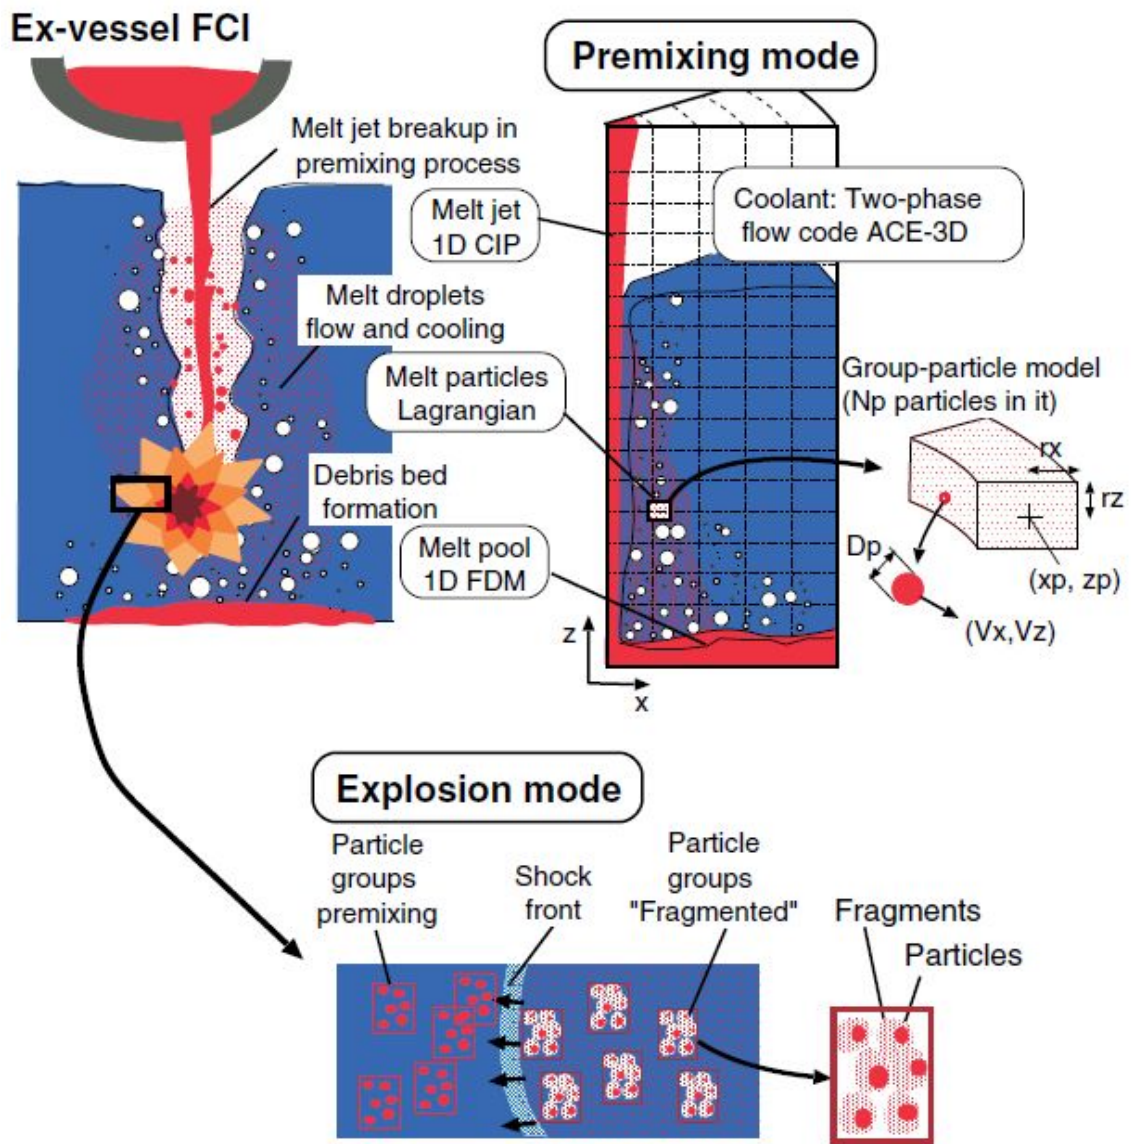 Ex-vessel FCI
Premixing mode
Melt jet breakup in
premixing process
Melt jet
1D CIP
Coolant: Two-phase
flow code ACE-3D
Melt droplets
flow and cooling
Melt particles
Lagrangian
Group-particle model
(Np particles in it)
rx
rz
Debris bed
formation
Melt pool
1D FDM
Dp
(xp, zp)
(Vx,Vz)
z
x
Explosion mode
Particle
groups
premixing
Shock
front
Particle
groups
"Fragmented"
Fragments
Particles